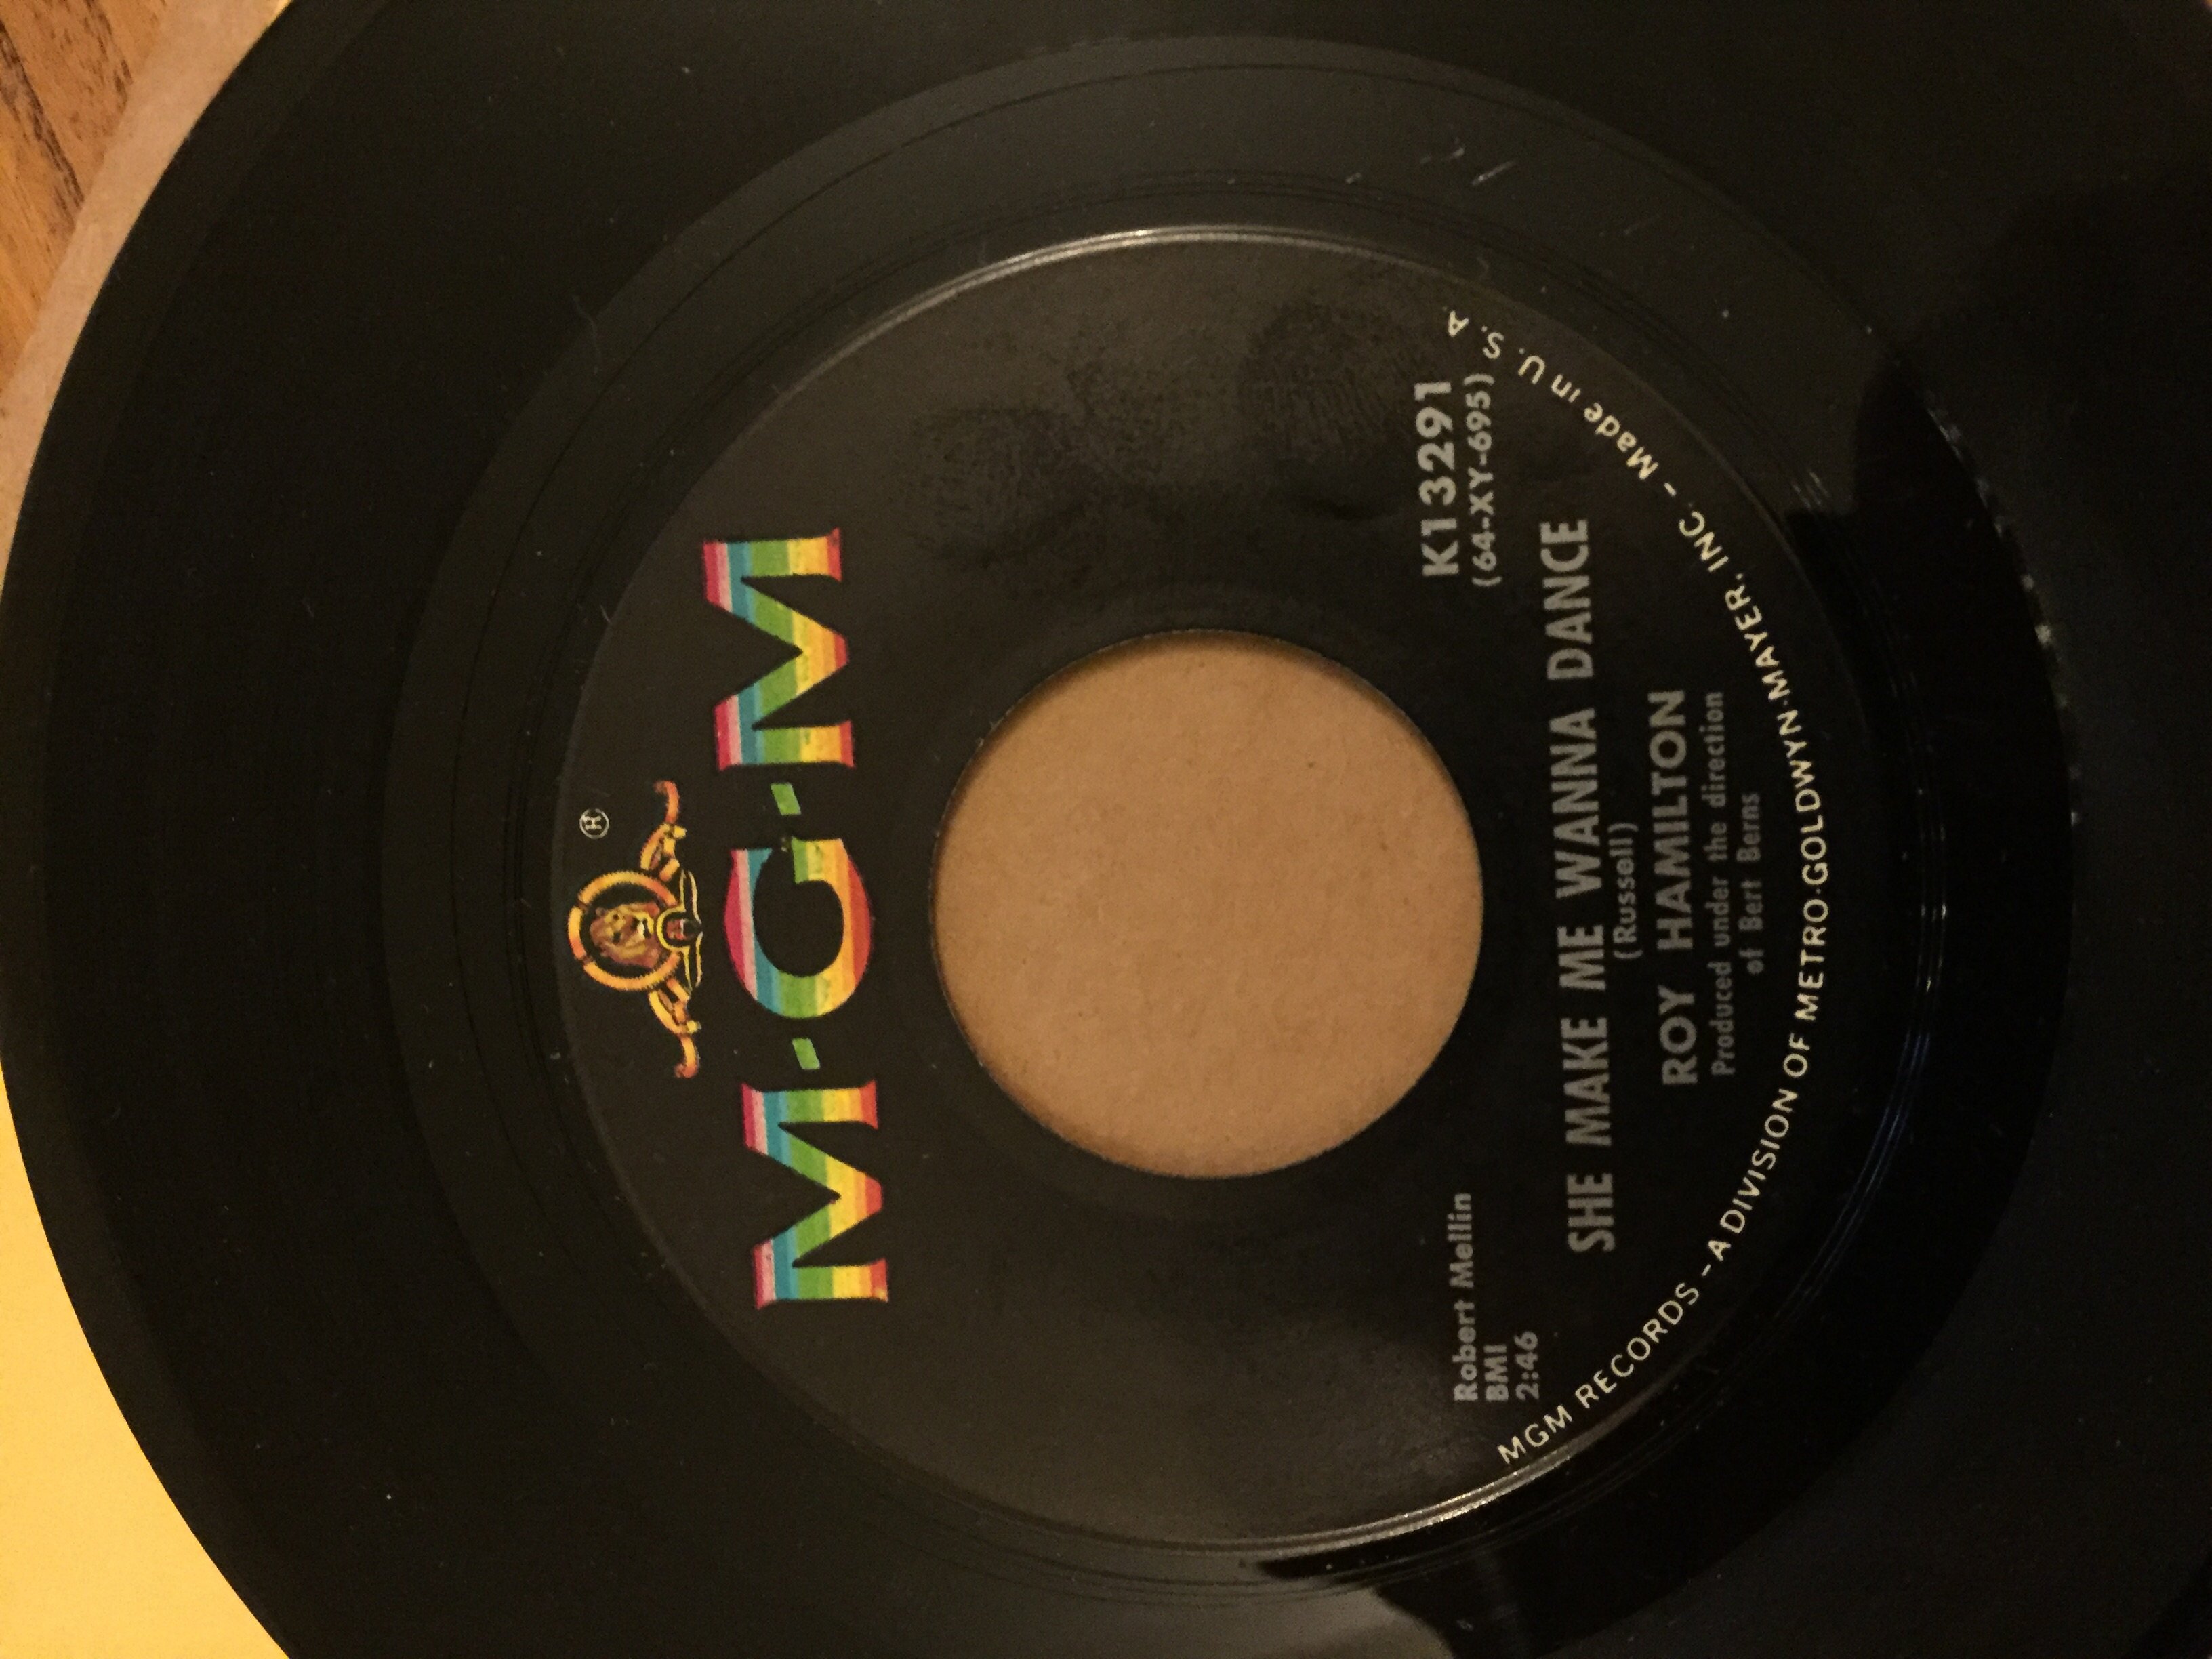 ®
M-G-M
K13291
(64-XY-695)
Robert Mellin
BMI
2:46
SHE MAKE ME WANNA DANCE
(Russell)
ROY HAMILTON
Produced under the direction
of Bert Berns
MGM RECORDS – A DIVISION OF METRO-GOLDWYN-MAYER, INC. – Made in U. S. A.